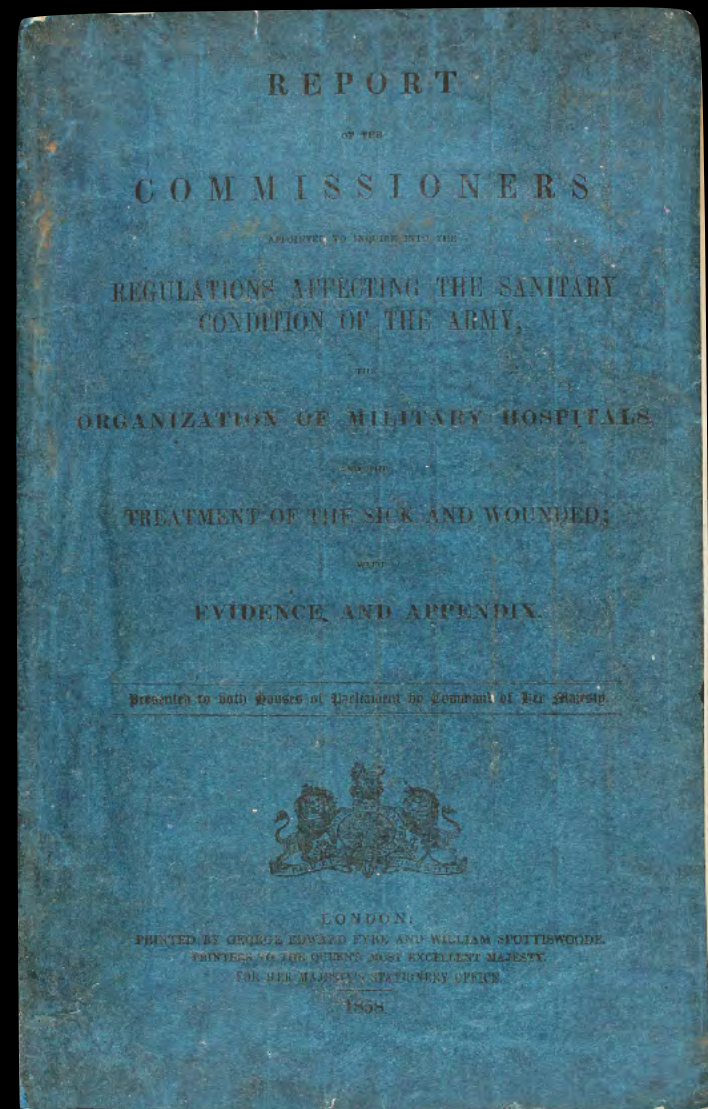 REPORT
OF THE
COMMISSIONERS
APPOINTED TO INQUIRE INTO THE
REGULATIONS AFFECTING THE SANITARY
CONDITION OF THE ARMY,
THE
ORGANIZATION OF MILITARY HOSPITALS,
AND THE
TREATMENT OF THE SICK AND WOUNDED;
WITH
EVIDENCE AND APPENDIX.
Presented to both Houses of Parliament by Command of Her Majesty.
LONDON:
PRINTED BY GEORGE EDWARD EYRE AND WILLIAM SPOTTISWOODE,
PRINTERS TO THE QUEEN'S MOST EXCELLENT MAJESTY.
FOR HER MAJESTY'S STATIONERY OFFICE.
1858.